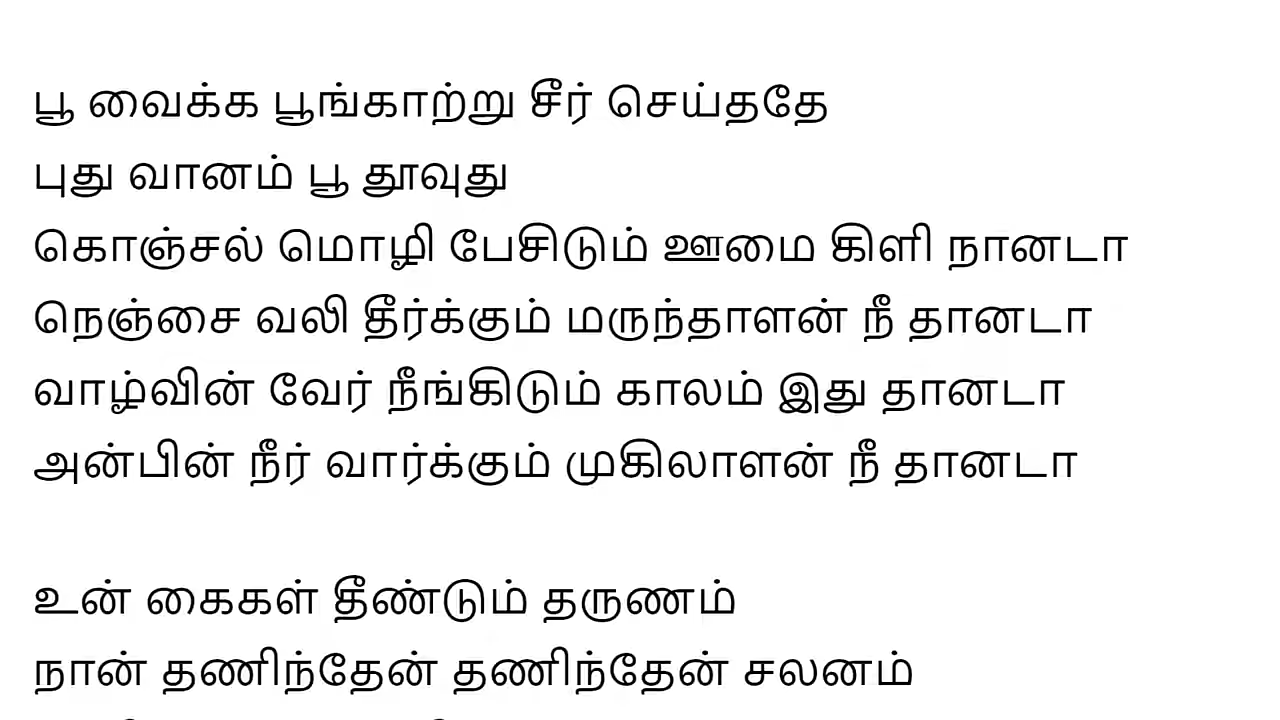 பூ வைக்க பூங்காற்று சீர் செய்ததே
புது வானம் பூ தூவுது
கொஞ்சல் மொழி பேசிடும் ஊமை கிளி நானடா
நெஞ்சை வலி தீர்க்கும் மருந்தாளன் நீ தானடா
வாழ்வின் வேர் நீங்கிடும் காலம் இது தானடா
அன்பின் நீர் வார்க்கும் முகிலாளன் நீ தானடா
உன் கைகள் தீண்டும் தருணம்
நான் தணிந்தேன் தணிந்தேன் சலனம்